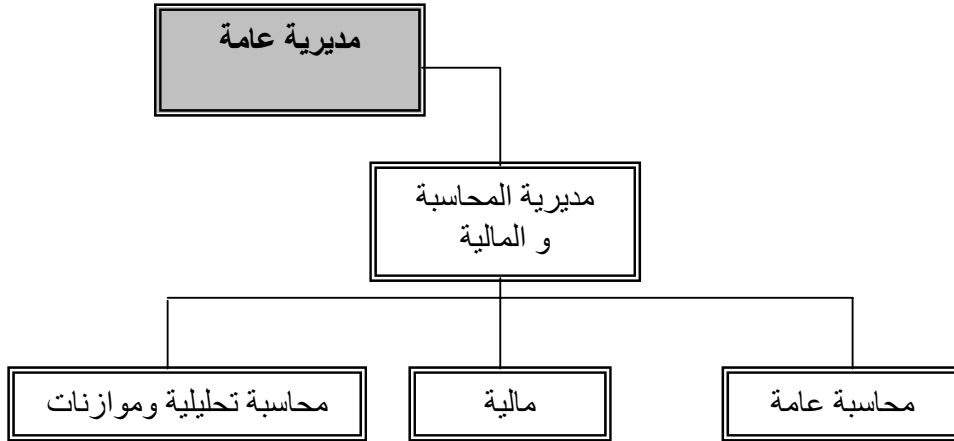 مديرية عامة
مديرية المحاسبة
و المالية
محاسبة عامة
مالية
محاسبة تحليلية وموازنات